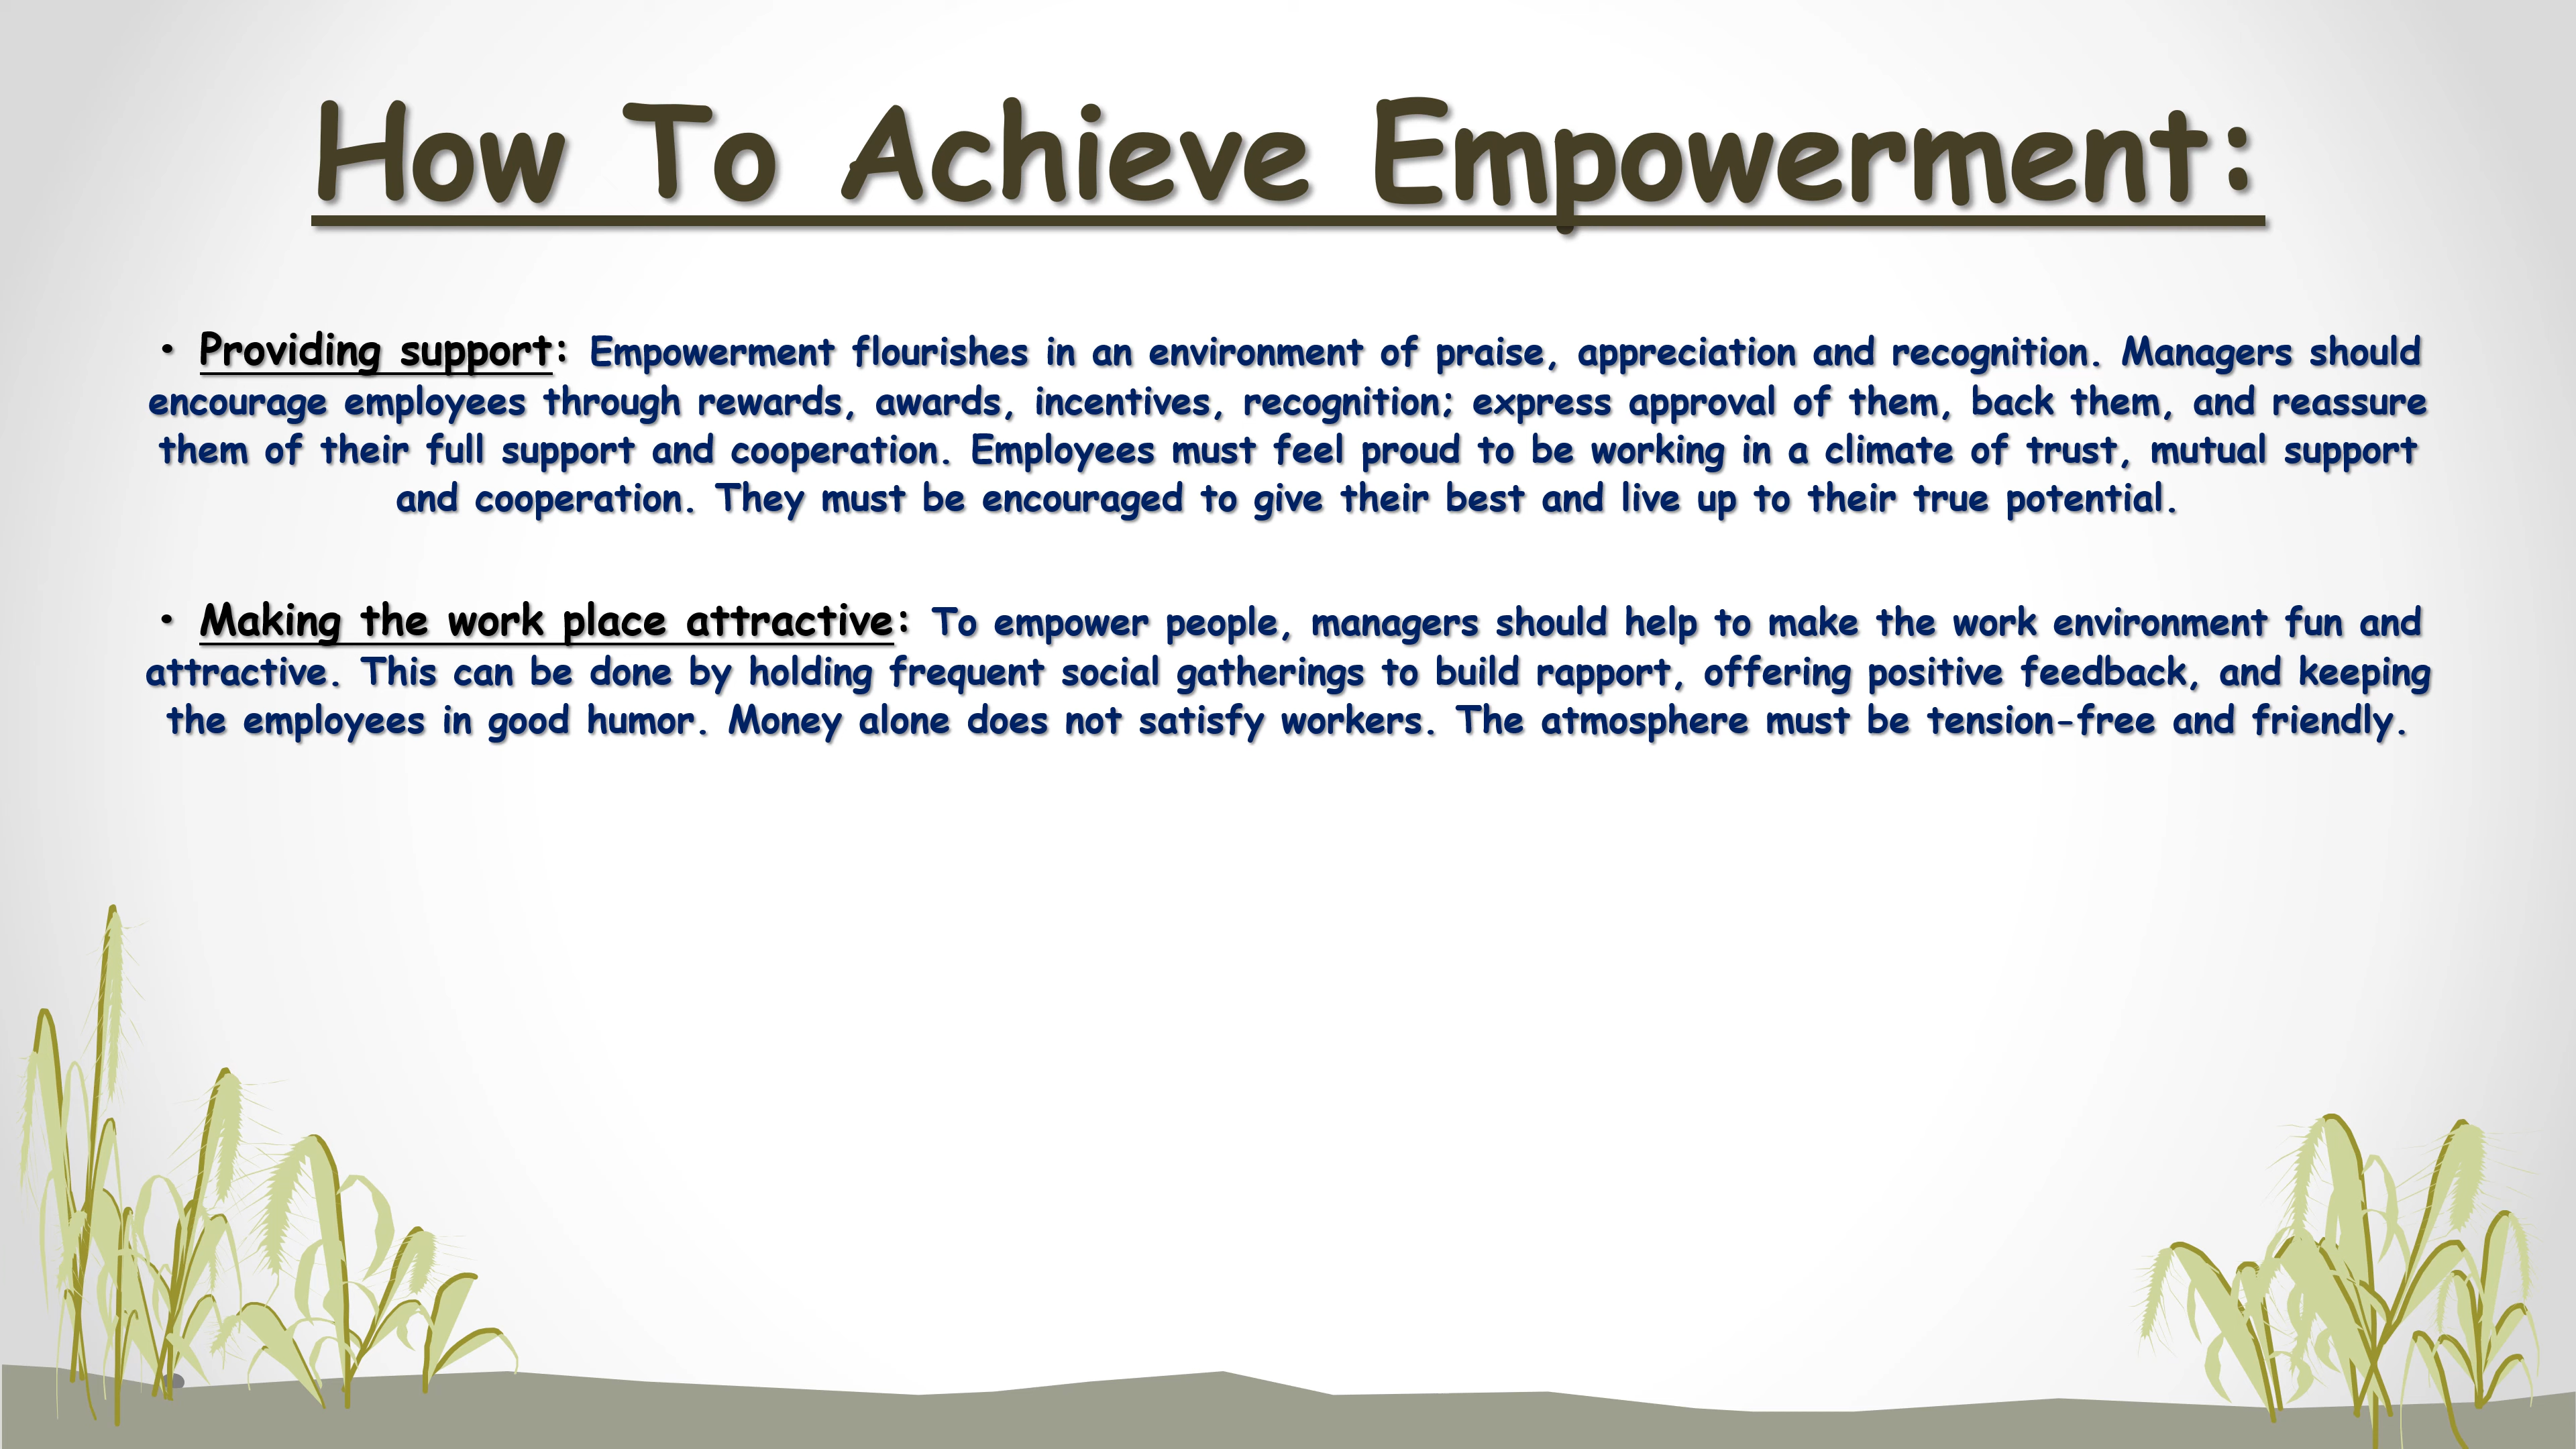 How To Achieve Empowerment:
• Providing support: Empowerment flourishes in an environment of praise, appreciation and recognition. Managers should
encourage employees through rewards, awards, incentives, recognition; express approval of them, back them, and reassure
them of their full support and cooperation. Employees must feel proud to be working in a climate of trust, mutual support
and cooperation. They must be encouraged to give their best and live up to their true potential.
• Making the work place attractive: To empower people, managers should help to make the work environment fun and
attractive. This can be done by holding frequent social gatherings to build rapport, offering positive feedback, and keeping
the employees in good humor. Money alone does not satisfy workers. The atmosphere must be tension-free and friendly.